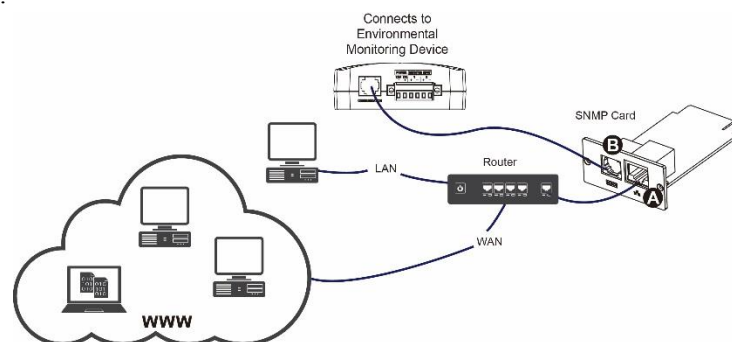 .
Connects to
Environmental
Monitoring Device
SNMP Card
B
Router
LAN
A
WAN
www